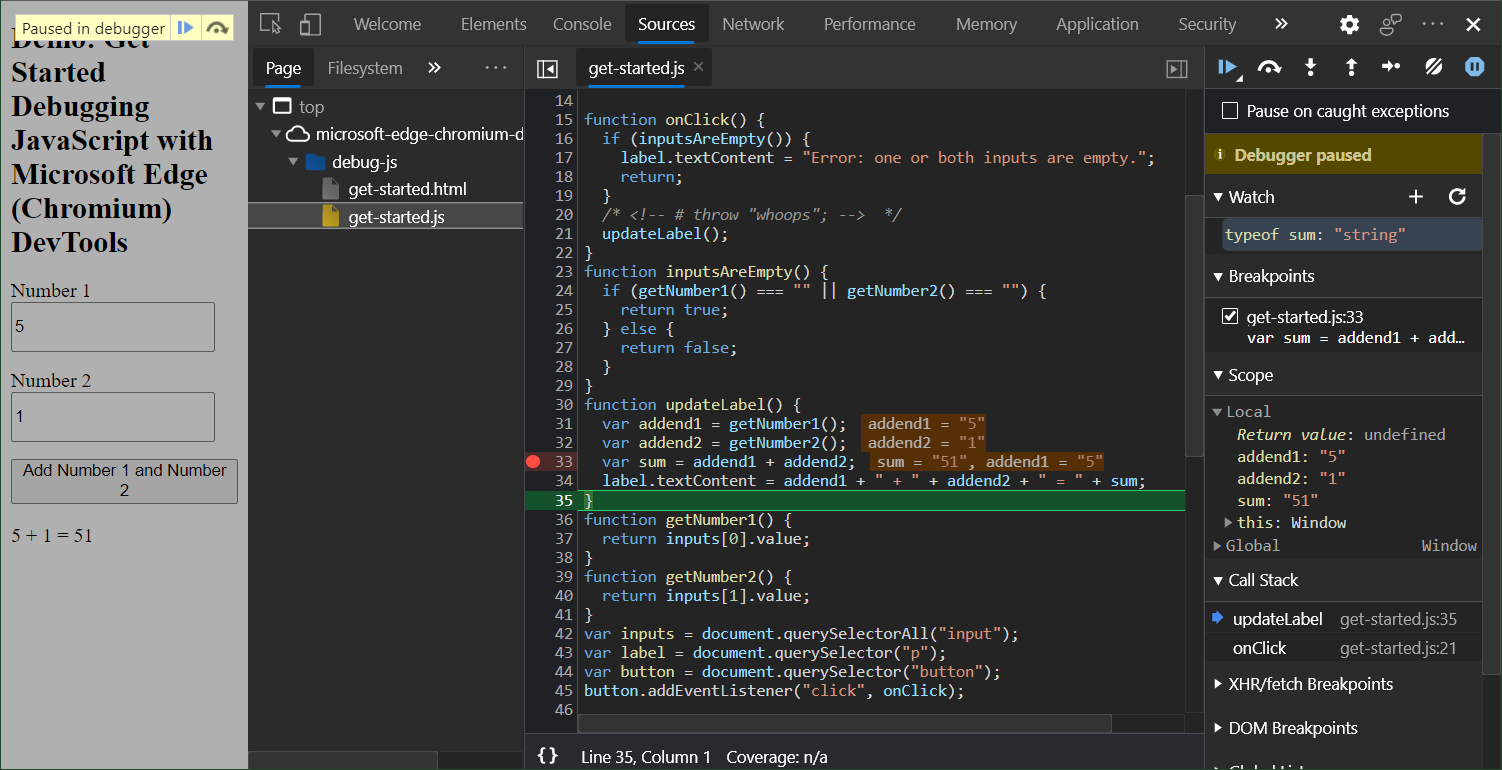 Paused in debugger
Demo: Get
Started
Debugging
JavaScript with
Microsoft Edge
(Chromium)
DevTools
Number 1
5
Number 2
1
Add Number 1 and Number
2
5 + 1 = 51
Welcome Elements Console Sources Network Performance Memory Application Security
Page Filesystem
top
microsoft-edge-chromium-d
debug-js
get-started.html
get-started.js
get-started.js
14
15 function onClick() {
16   if (inputsAreEmpty()) {
17     label.textContent = "Error: one or both inputs are empty.";
18     return;
19   }
20   /* <!-- # throw "whoops"; -->  */
21   updateLabel();
22 }
23 function inputsAreEmpty() {
24   if (getNumber1() === "" || getNumber2() === "") {
25     return true;
26   } else {
27     return false;
28   }
29 }
30 function updateLabel() {
31   var addend1 = getNumber1();  addend1 = "5"
32   var addend2 = getNumber2();  addend2 = "1"
33   var sum = addend1 + addend2;  sum = "51", addend1 = "5"
34   label.textContent = addend1 + " + " + addend2 + " = " + sum;
35 }
36 function getNumber1() {
37   return inputs[0].value;
38 }
39 function getNumber2() {
40   return inputs[1].value;
41 }
42 var inputs = document.querySelectorAll("input");
43 var label = document.querySelector("p");
44 var button = document.querySelector("button");
45 button.addEventListener("click", onClick);
46
{} Line 35, Column 1 Coverage: n/a
Pause on caught exceptions
Debugger paused
Watch
typeof sum: "string"
Breakpoints
get-started.js:33
var sum = addend1 + add…
Scope
Local
Return value: undefined
addend1: "5"
addend2: "1"
sum: "51"
this: Window
Global Window
Call Stack
updateLabel get-started.js:35
onClick get-started.js:21
XHR/fetch Breakpoints
DOM Breakpoints